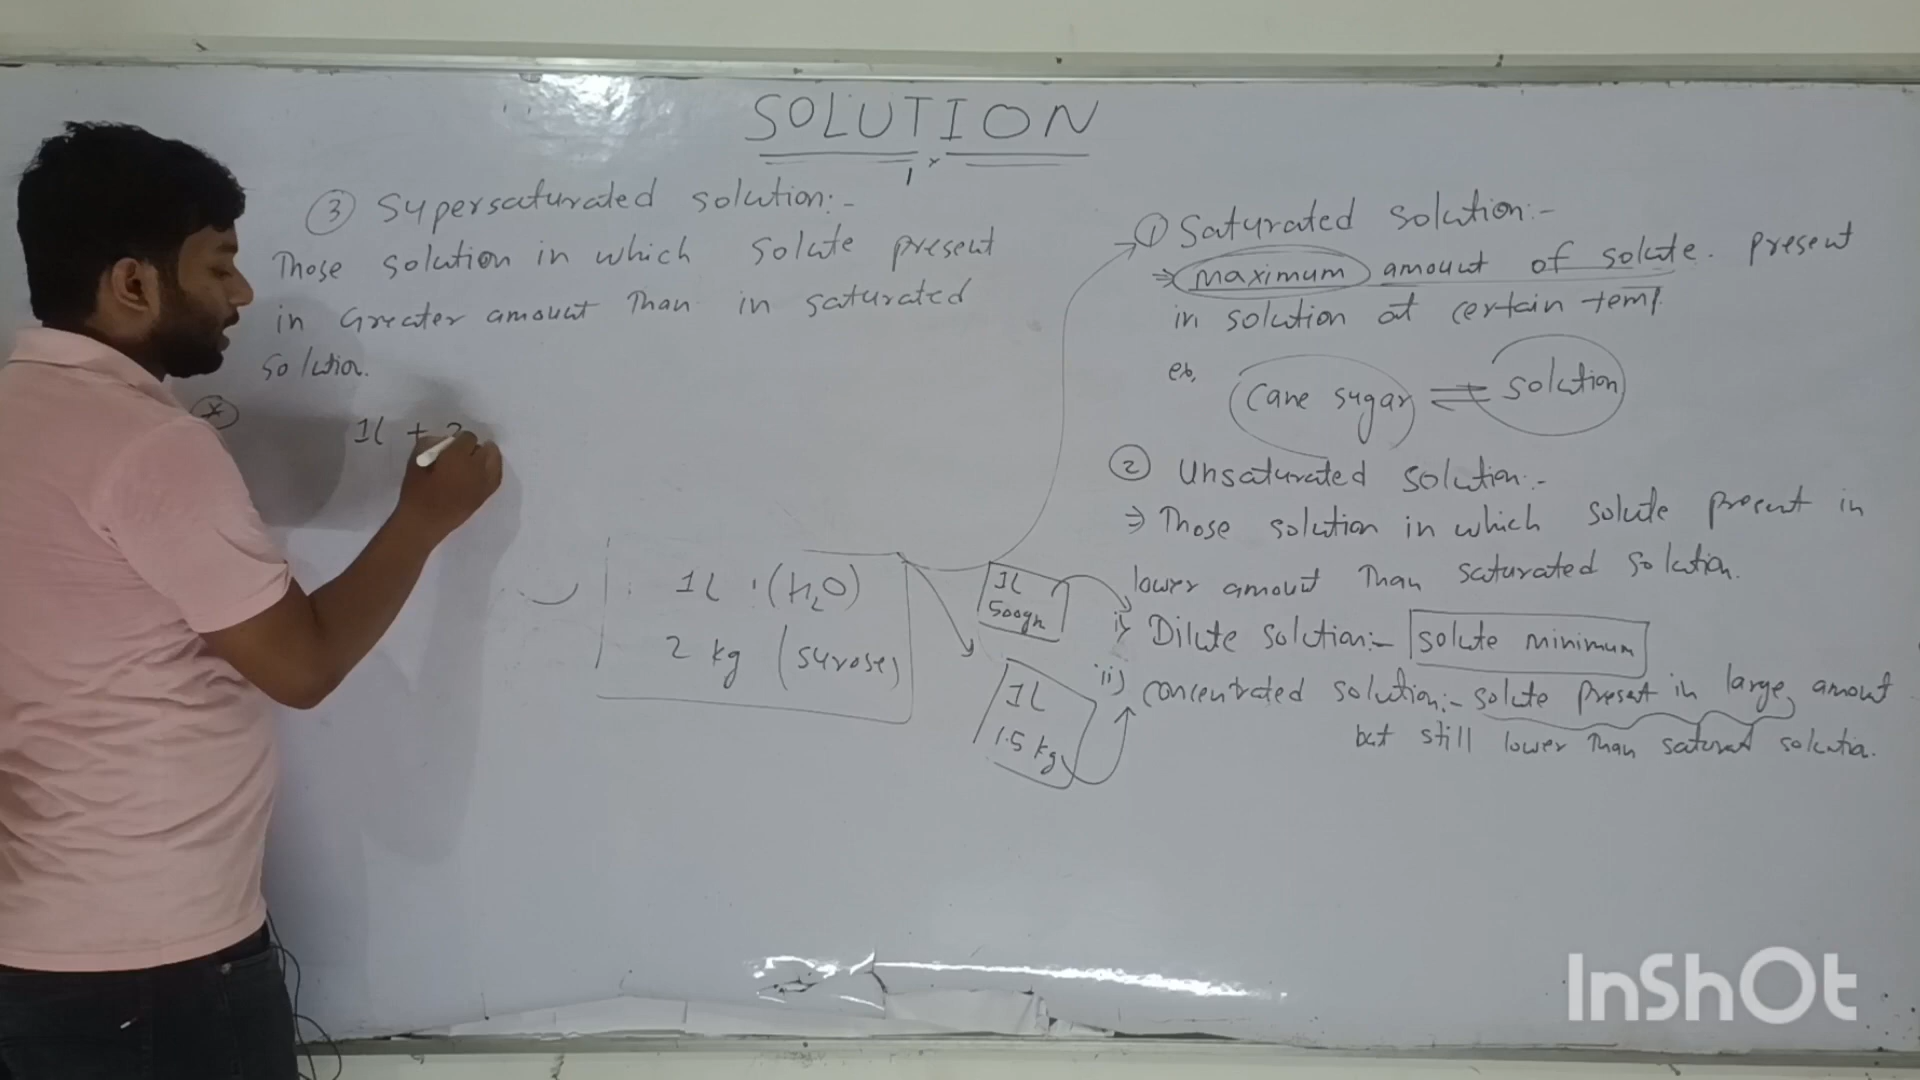 SOLUTION
③ Supersaturated solution:-
Those solution in which solute present
in Greater amount Than in saturated
solution.
1L +
1L (H₂O)
2 kg (surose)
1L
500gm
1L
1.5 kg
① Saturated solution:-
⇒ maximum amount of solute. present
in solution at certain temp.
eg,
Cane sugar ⇌ solution
② Unsaturated solution:-
⇒ Those solution in which solute present in
lower amount Than saturated solution.
i) Dilute solution:- solute minimum
ii) concentrated solution:- solute present in large, amount
but still lower Than saturad solutio.
InShOt